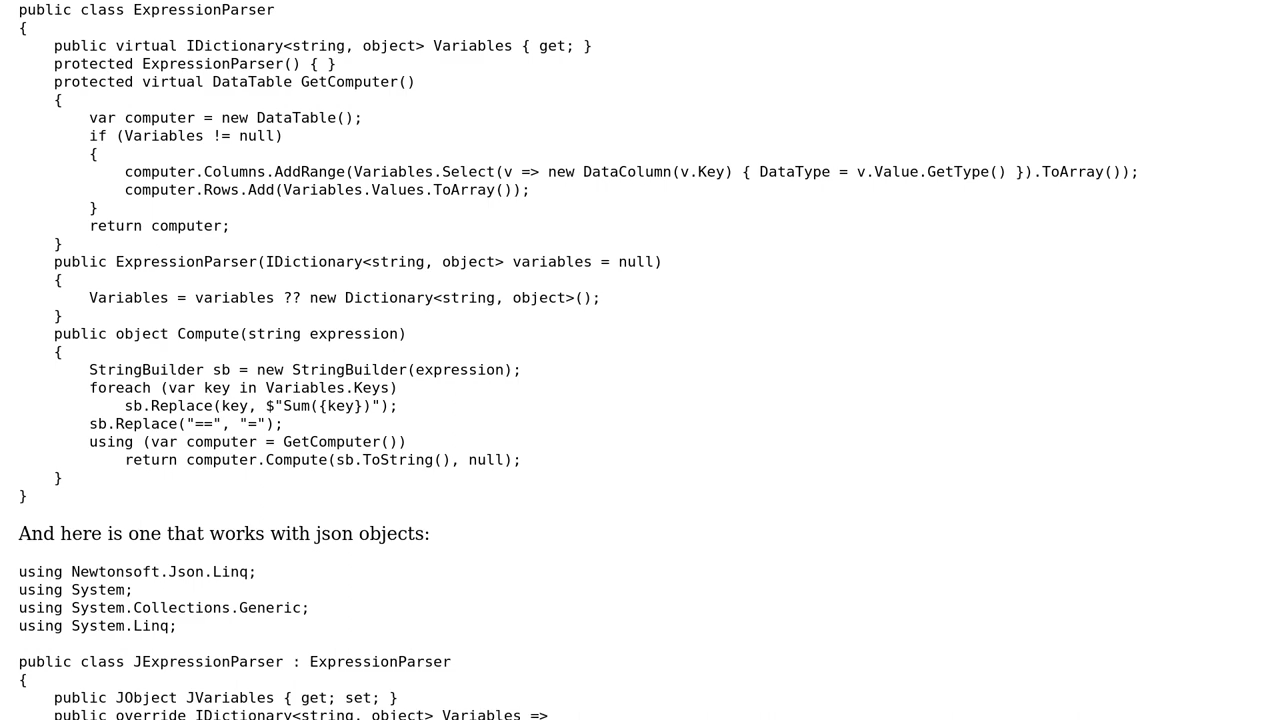 public class ExpressionParser
{
    public virtual IDictionary<string, object> Variables { get; }
    protected ExpressionParser() { }
    protected virtual DataTable GetComputer()
    {
        var computer = new DataTable();
        if (Variables != null)
        {
            computer.Columns.AddRange(Variables.Select(v => new DataColumn(v.Key) { DataType = v.Value.GetType() }).ToArray());
            computer.Rows.Add(Variables.Values.ToArray());
        }
        return computer;
    }
    public ExpressionParser(IDictionary<string, object> variables = null)
    {
        Variables = variables ?? new Dictionary<string, object>();
    }
    public object Compute(string expression)
    {
        StringBuilder sb = new StringBuilder(expression);
        foreach (var key in Variables.Keys)
            sb.Replace(key, $"Sum({key})");
        sb.Replace("==", "=");
        using (var computer = GetComputer())
            return computer.Compute(sb.ToString(), null);
    }
}
And here is one that works with json objects:
using Newtonsoft.Json.Linq;
using System;
using System.Collections.Generic;
using System.Linq;
public class JExpressionParser : ExpressionParser
{
    public JObject JVariables { get; set; }
    public override IDictionary<string, object> Variables =>